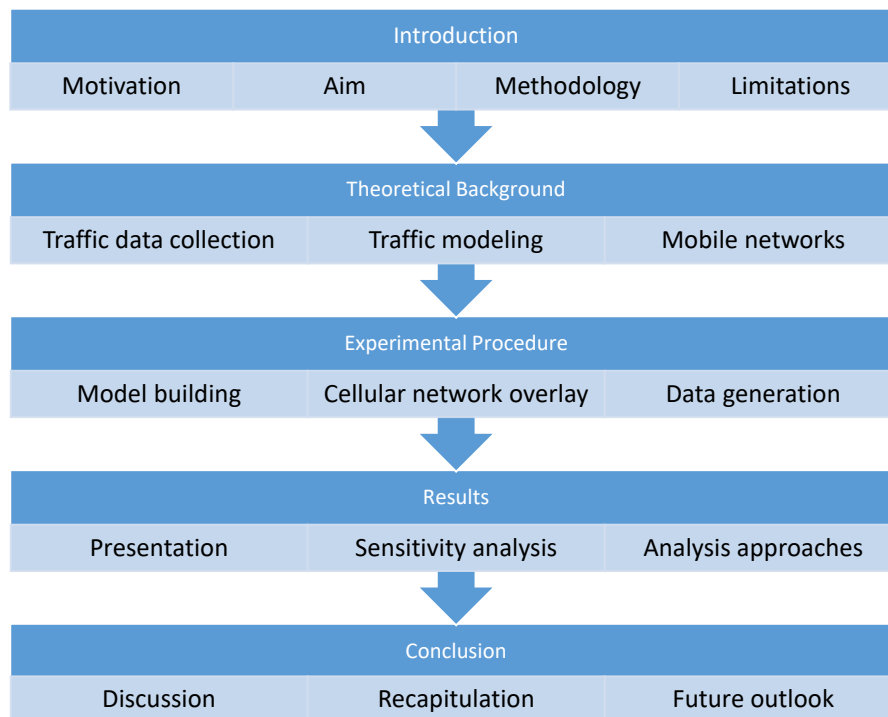 Introduction
Motivation Aim Methodology Limitations
Theoretical Background
Traffic data collection Traffic modeling Mobile networks
Experimental Procedure
Model building Cellular network overlay Data generation
Results
Presentation Sensitivity analysis Analysis approaches
Conclusion
Discussion Recapitulation Future outlook